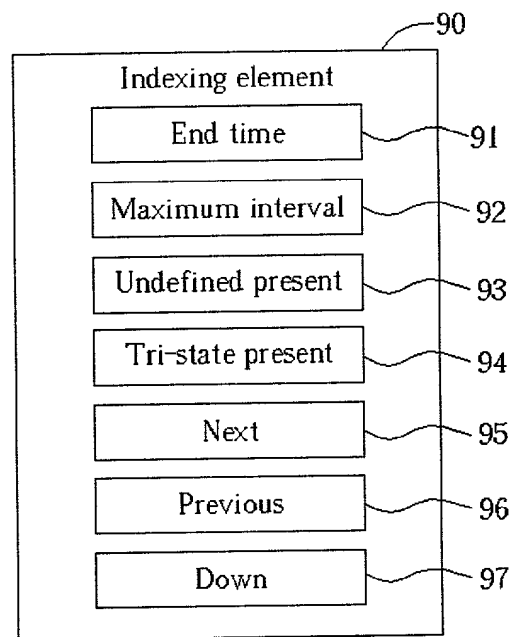 90
Indexing element
End time 91
Maximum interval 92
Undefined present 93
Tri-state present 94
Next 95
Previous 96
Down 97